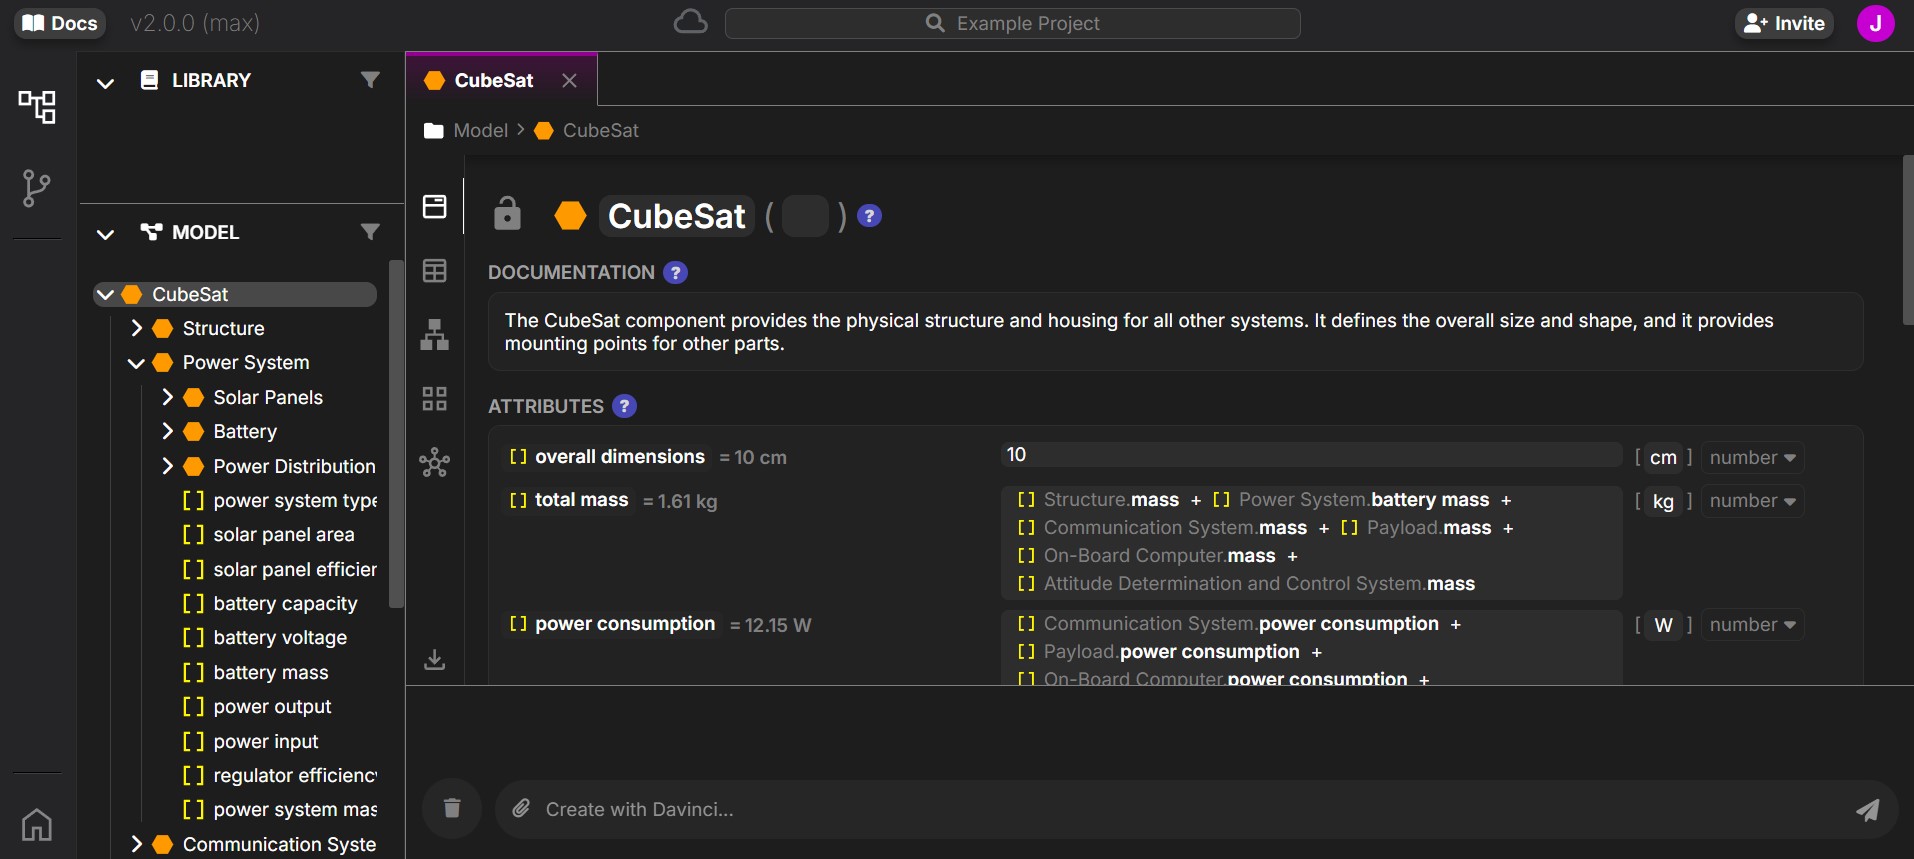 Docs
v2.0.0 (max)
Example Project
Invite
J
LIBRARY
MODEL
CubeSat
Structure
Power System
Solar Panels
Battery
Power Distribution
[] power system type
[] solar panel area
[] solar panel efficien
[] battery capacity
[] battery voltage
[] battery mass
[] power output
[] power input
[] regulator efficiency
[] power system mas
Communication Syste
CubeSat
Model > CubeSat
CubeSat ( ) ?
DOCUMENTATION ?
The CubeSat component provides the physical structure and housing for all other systems. It defines the overall size and shape, and it provides
mounting points for other parts.
ATTRIBUTES ?
[] overall dimensions = 10 cm
10
[ cm ] number
[] total mass = 1.61 kg
[] Structure.mass + [] Power System.battery mass +
[] Communication System.mass + [] Payload.mass +
[] On-Board Computer.mass +
[] Attitude Determination and Control System.mass
[ kg ] number
[] power consumption = 12.15 W
[] Communication System.power consumption +
[] Payload.power consumption +
[] On-Board Computer.power consumption +
[ W ] number
Create with Davinci...